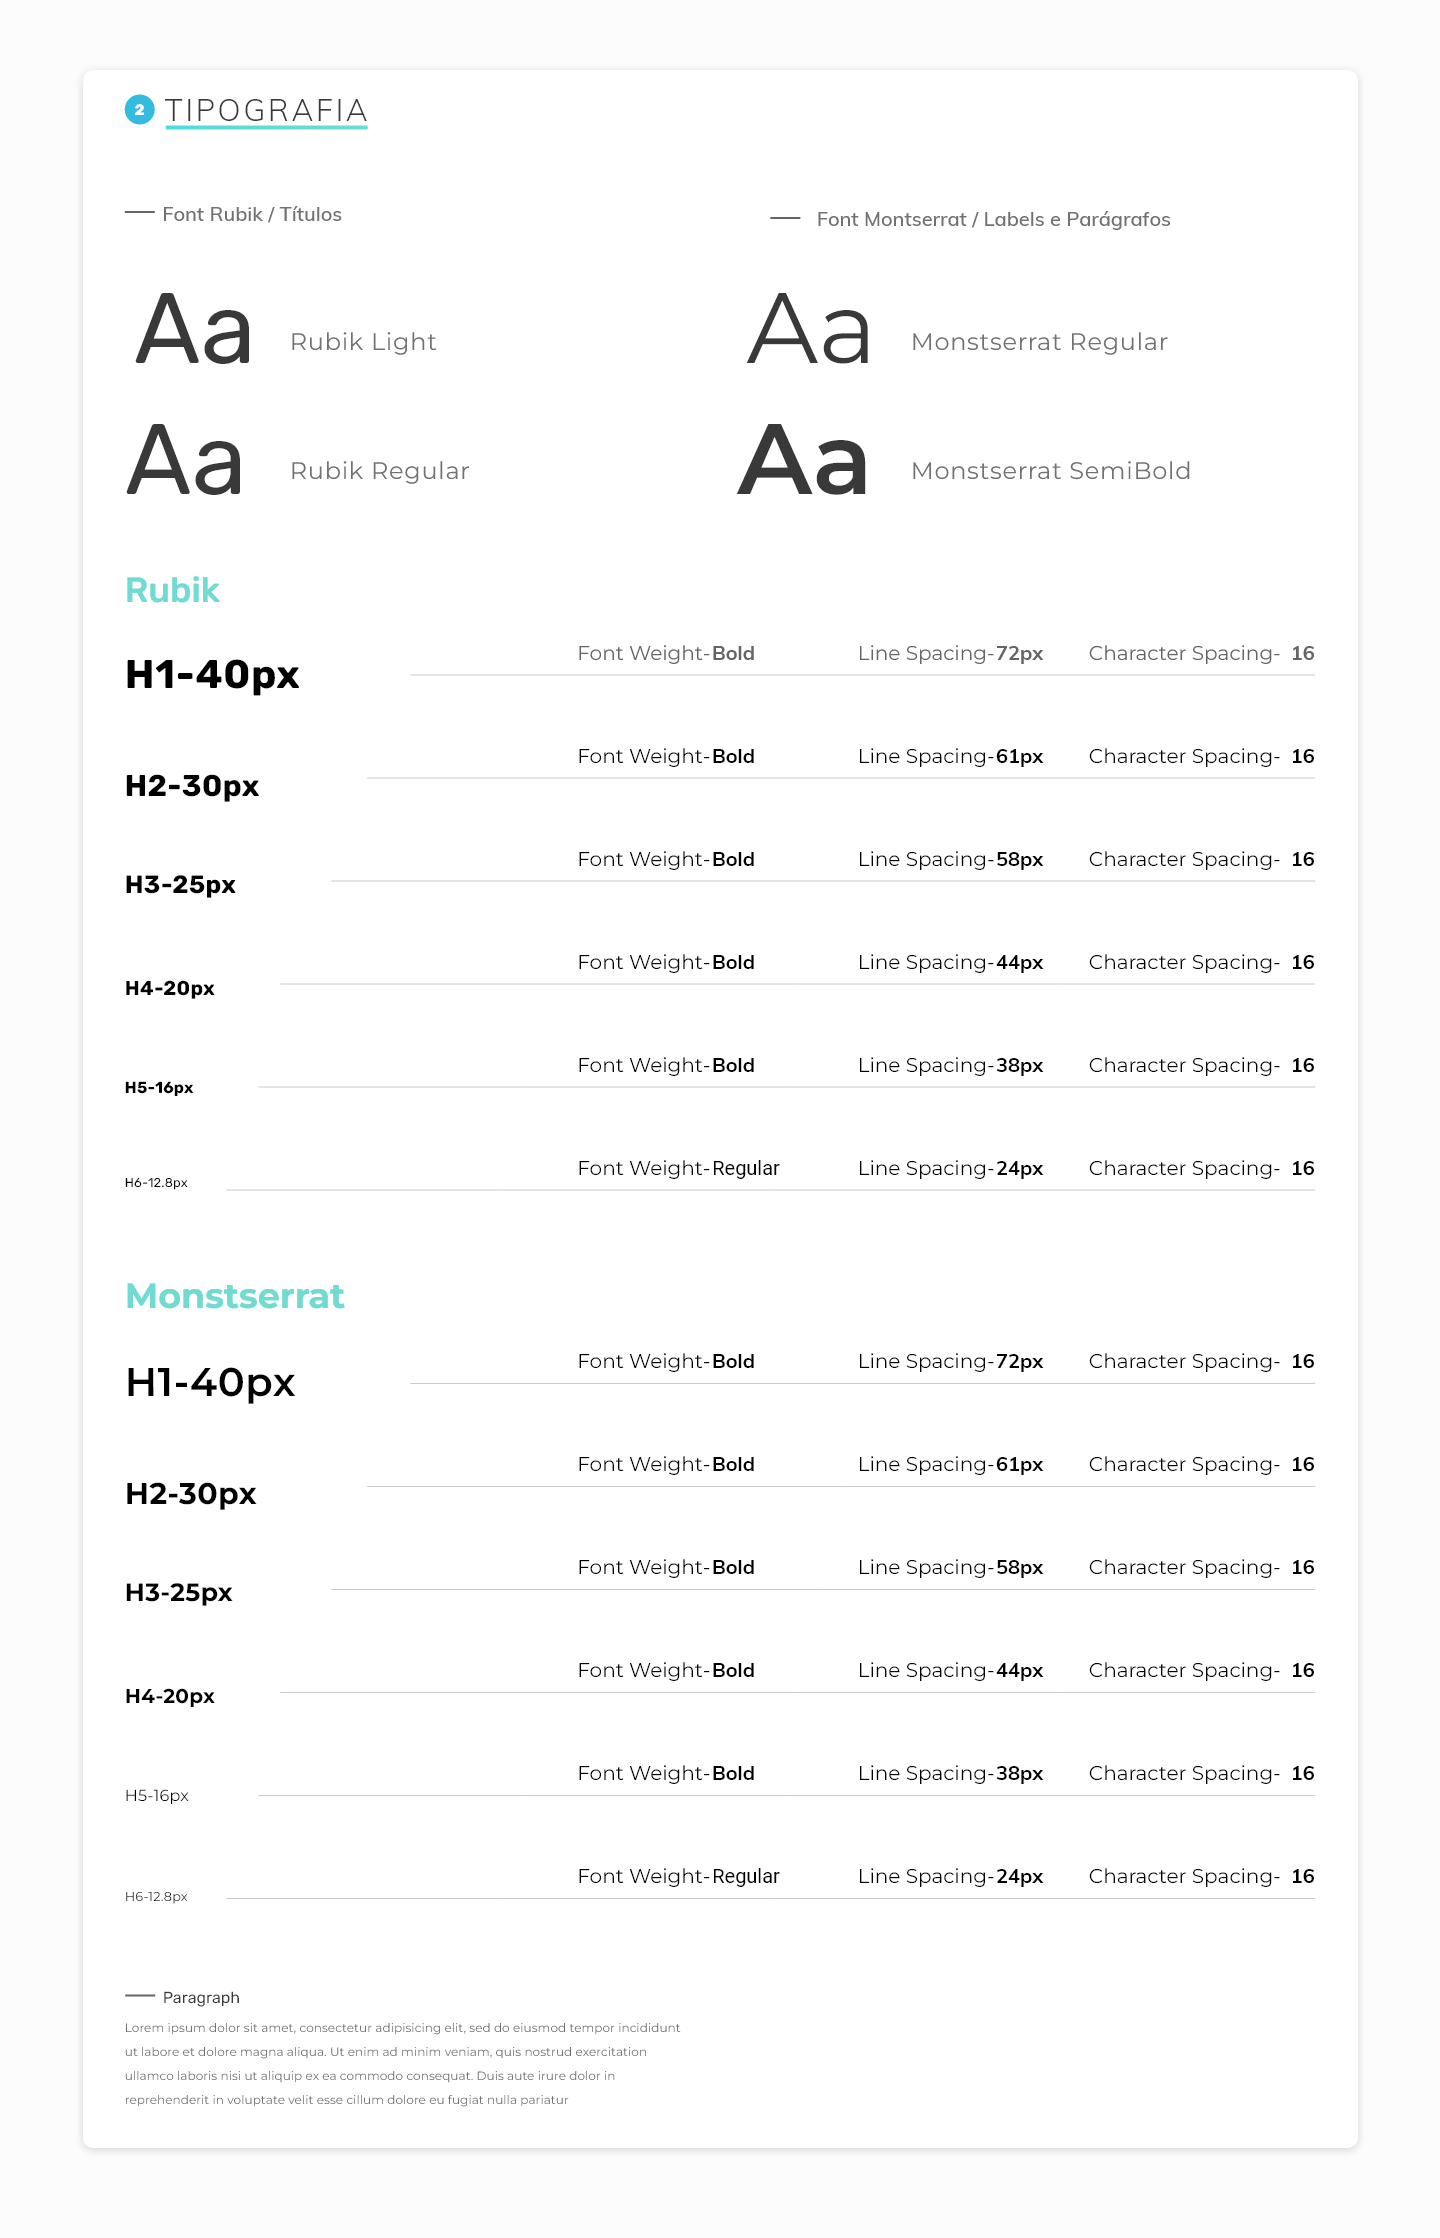 2 TIPOGRAFIA
Font Rubik / Títulos
Font Montserrat / Labels e Parágrafos
Aa Rubik Light
Aa Monstserrat Regular
Aa Rubik Regular
Aa Monstserrat SemiBold
Rubik
H1-40px Font Weight-Bold Line Spacing-72px Character Spacing- 16
H2-30px Font Weight-Bold Line Spacing-61px Character Spacing- 16
H3-25px Font Weight-Bold Line Spacing-58px Character Spacing- 16
H4-20px Font Weight-Bold Line Spacing-44px Character Spacing- 16
H5-16px Font Weight-Bold Line Spacing-38px Character Spacing- 16
H6-12.8px Font Weight-Regular Line Spacing-24px Character Spacing- 16
Monstserrat
H1-40px Font Weight-Bold Line Spacing-72px Character Spacing- 16
H2-30px Font Weight-Bold Line Spacing-61px Character Spacing- 16
H3-25px Font Weight-Bold Line Spacing-58px Character Spacing- 16
H4-20px Font Weight-Bold Line Spacing-44px Character Spacing- 16
H5-16px Font Weight-Bold Line Spacing-38px Character Spacing- 16
H6-12.8px Font Weight-Regular Line Spacing-24px Character Spacing- 16
Paragraph
Lorem ipsum dolor sit amet, consectetur adipisicing elit, sed do eiusmod tempor incididunt
ut labore et dolore magna aliqua. Ut enim ad minim veniam, quis nostrud exercitation
ullamco laboris nisi ut aliquip ex ea commodo consequat. Duis aute irure dolor in
reprehenderit in voluptate velit esse cillum dolore eu fugiat nulla pariatur